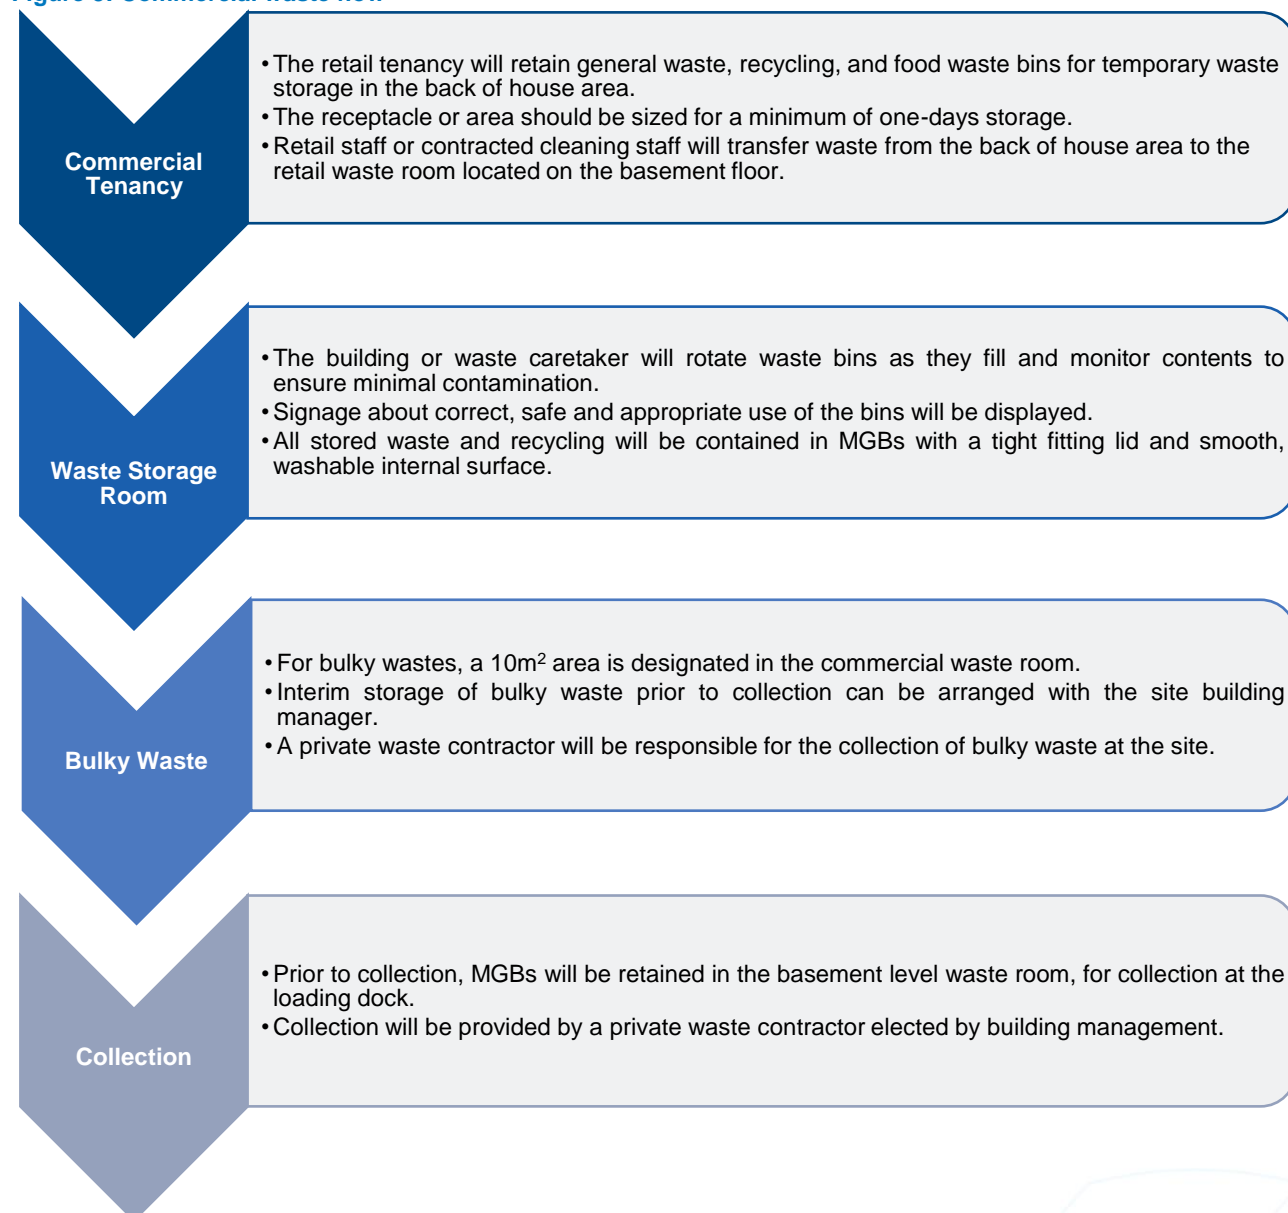 Commercial
Tenancy
•The retail tenancy will retain general waste, recycling, and food waste bins for temporary waste
storage in the back of house area.
•The receptacle or area should be sized for a minimum of one-days storage.
•Retail staff or contracted cleaning staff will transfer waste from the back of house area to the
retail waste room located on the basement floor.
Waste Storage
Room
•The building or waste caretaker will rotate waste bins as they fill and monitor contents to
ensure minimal contamination.
•Signage about correct, safe and appropriate use of the bins will be displayed.
•All stored waste and recycling will be contained in MGBs with a tight fitting lid and smooth,
washable internal surface.
Bulky Waste
•For bulky wastes, a 10m² area is designated in the commercial waste room.
•Interim storage of bulky waste prior to collection can be arranged with the site building
manager.
•A private waste contractor will be responsible for the collection of bulky waste at the site.
Collection
•Prior to collection, MGBs will be retained in the basement level waste room, for collection at the
loading dock.
•Collection will be provided by a private waste contractor elected by building management.